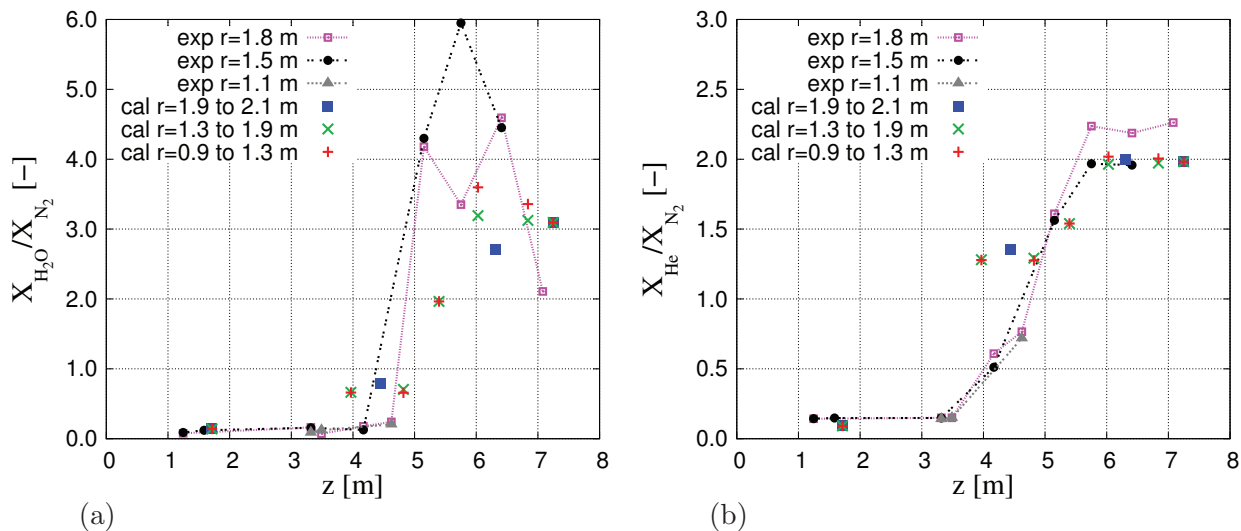 6.0
5.0
4.0
3.0
2.0
1.0
0.0
X_H₂O/X_N₂ [−]
exp r=1.8 m
exp r=1.5 m
exp r=1.1 m
cal r=1.9 to 2.1 m
cal r=1.3 to 1.9 m
cal r=0.9 to 1.3 m
0 1 2 3 4 5 6 7 8
z [m]
(a)
3.0
2.5
2.0
1.5
1.0
0.5
0.0
X_He/X_N₂ [−]
exp r=1.8 m
exp r=1.5 m
exp r=1.1 m
cal r=1.9 to 2.1 m
cal r=1.3 to 1.9 m
cal r=0.9 to 1.3 m
0 1 2 3 4 5 6 7 8
z [m]
(b)